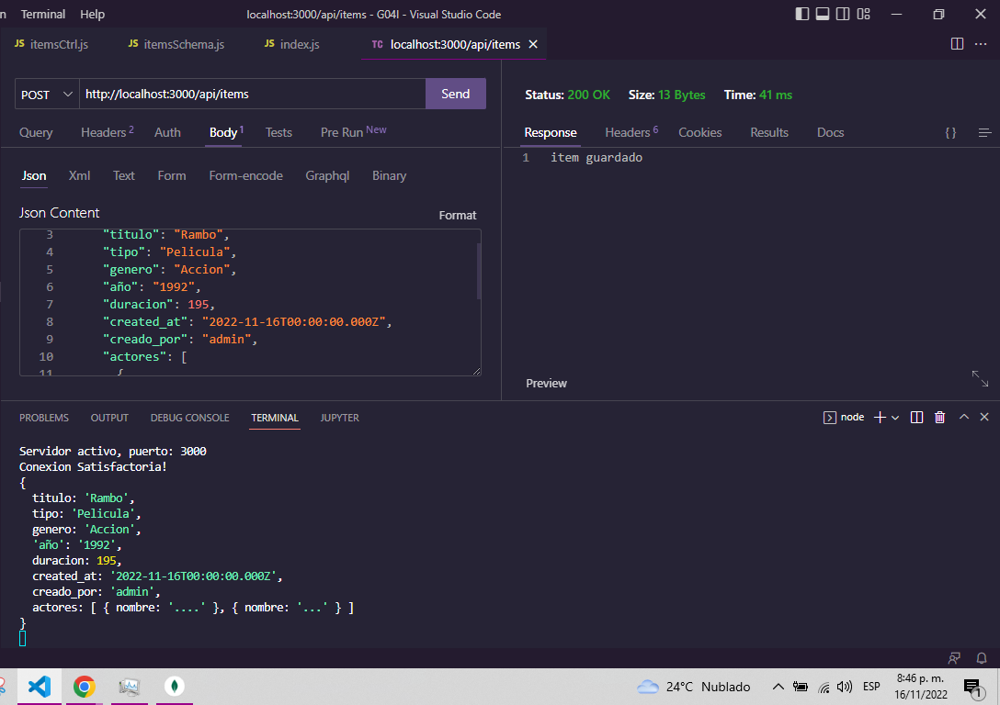 Terminal Help localhost:3000/api/items - G04I - Visual Studio Code
JS itemsCtrl.js JS itemsSchema.js JS index.js TC localhost:3000/api/items
POST http://localhost:3000/api/items Send
Status: 200 OK Size: 13 Bytes Time: 41 ms
Query Headers 2 Auth Body 1 Tests Pre Run New
Response Headers 6 Cookies Results Docs {}
Json Xml Text Form Form-encode Graphql Binary
1 item guardado
Json Content Format
3 "titulo": "Rambo",
4 "tipo": "Pelicula",
5 "genero": "Accion",
6 "año": "1992",
7 "duracion": 195,
8 "created_at": "2022-11-16T00:00:00.000Z",
9 "creado_por": "admin",
10 "actores": [
11 {
Preview
PROBLEMS OUTPUT DEBUG CONSOLE TERMINAL JUPYTER node
Servidor activo, puerto: 3000
Conexion Satisfactoria!
{
titulo: 'Rambo',
tipo: 'Pelicula',
genero: 'Accion',
'año': '1992',
duracion: 195,
created_at: '2022-11-16T00:00:00.000Z',
creado_por: 'admin',
actores: [ { nombre: '....' }, { nombre: '...' } ]
}
24°C Nublado ESP 8:46 p. m.
16/11/2022 1